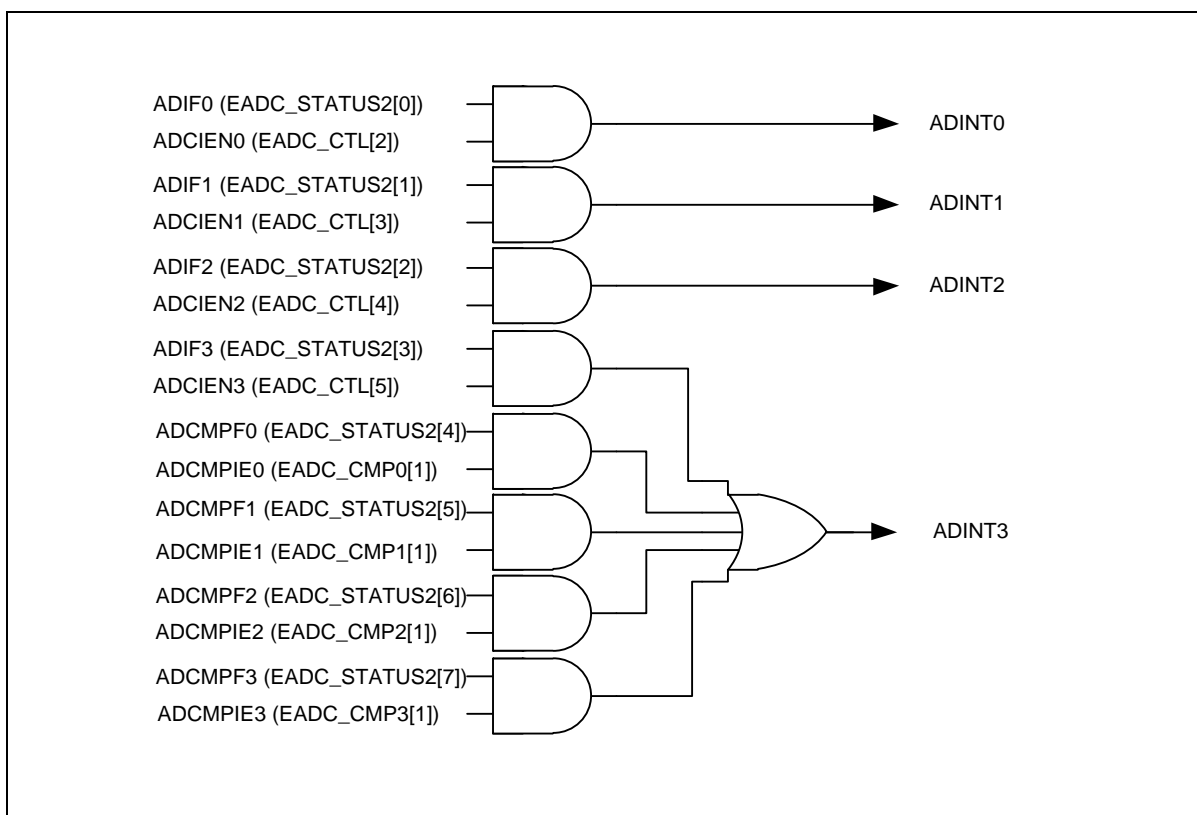 ADIF0 (EADC_STATUS2[0])
ADCIEN0 (EADC_CTL[2])
ADINT0
ADIF1 (EADC_STATUS2[1])
ADCIEN1 (EADC_CTL[3])
ADINT1
ADIF2 (EADC_STATUS2[2])
ADCIEN2 (EADC_CTL[4])
ADINT2
ADIF3 (EADC_STATUS2[3])
ADCIEN3 (EADC_CTL[5])
ADCMPF0 (EADC_STATUS2[4])
ADCMPIE0 (EADC_CMP0[1])
ADCMPF1 (EADC_STATUS2[5])
ADCMPIE1 (EADC_CMP1[1])
ADINT3
ADCMPF2 (EADC_STATUS2[6])
ADCMPIE2 (EADC_CMP2[1])
ADCMPF3 (EADC_STATUS2[7])
ADCMPIE3 (EADC_CMP3[1])